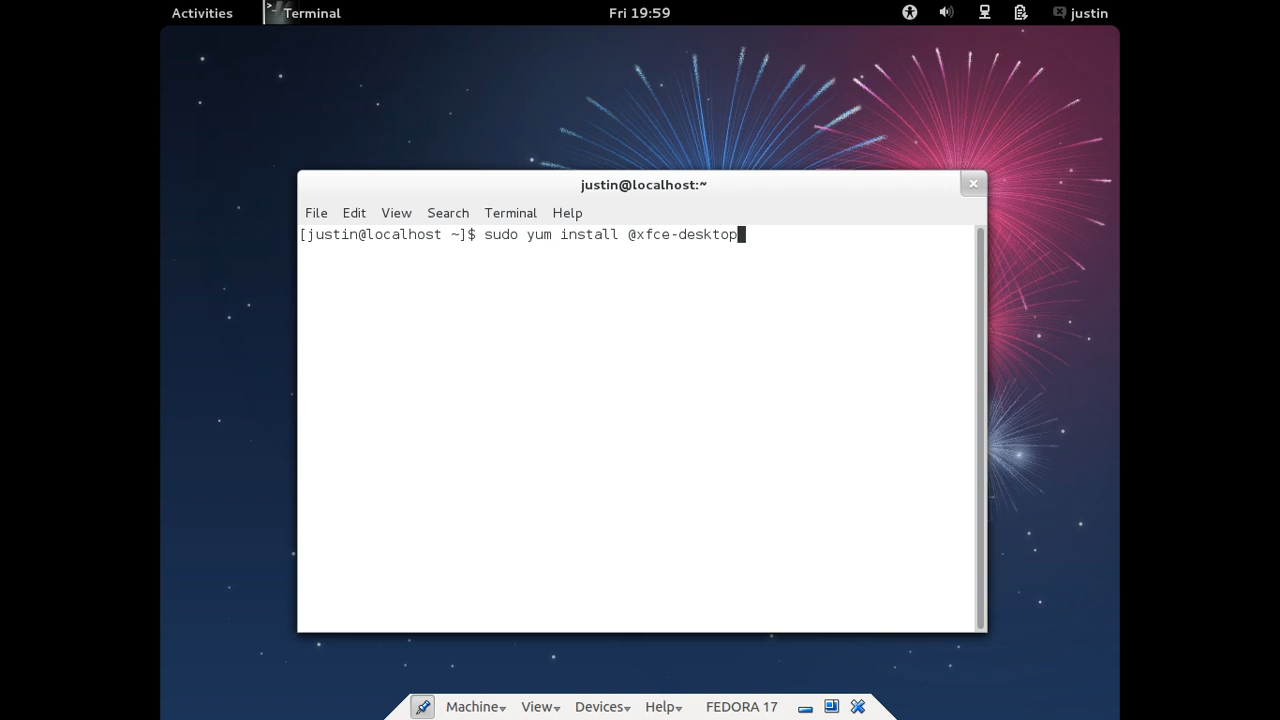 Activities Terminal Fri 19:59 justin
justin@localhost:~
File Edit View Search Terminal Help
[justin@localhost ~]$ sudo yum install @xfce-desktop
Machine View Devices Help FEDORA 17